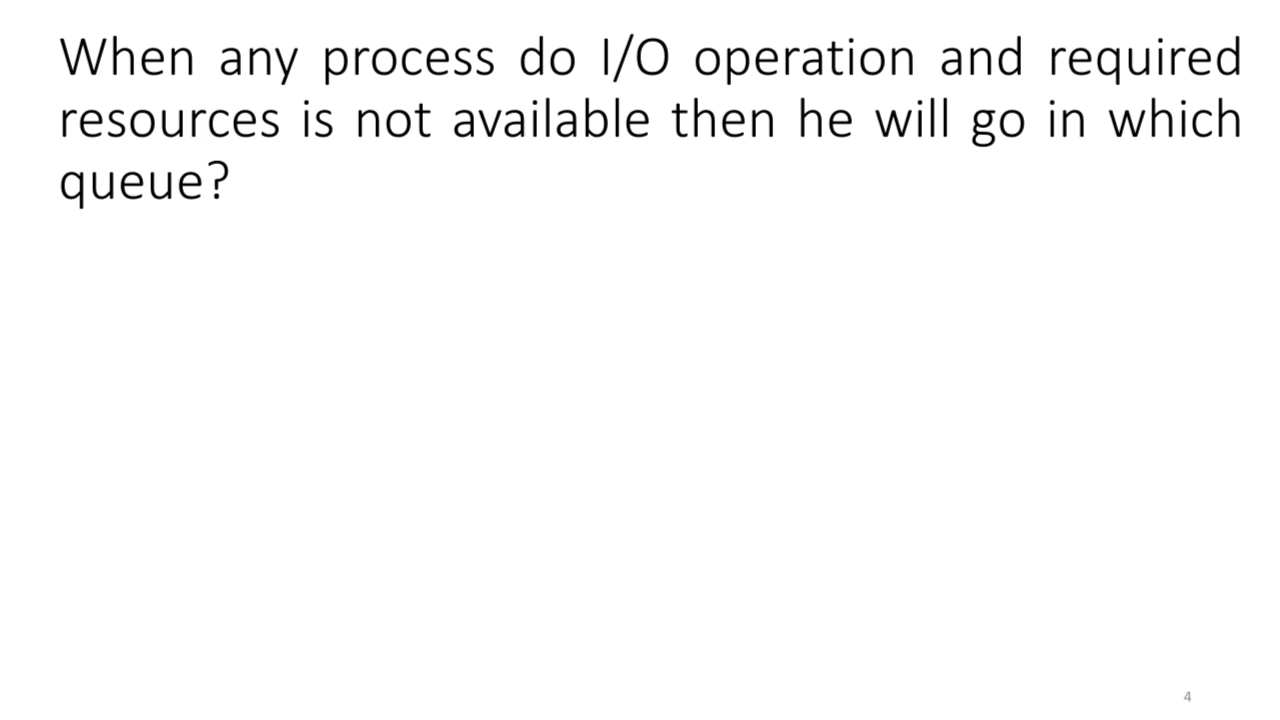 When any process do I/O operation and required
resources is not available then he will go in which
queue?
4